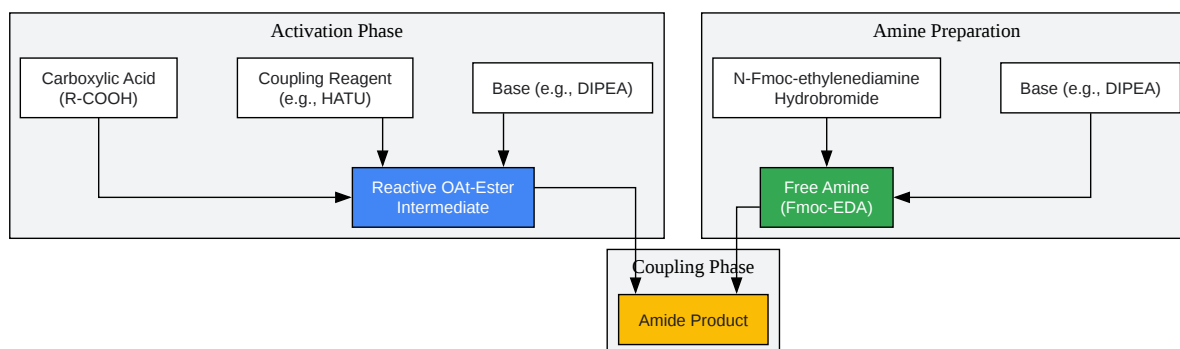 Activation Phase
Carboxylic Acid
(R-COOH)
Coupling Reagent
(e.g., HATU)
Base (e.g., DIPEA)
Reactive OAt-Ester
Intermediate
Amine Preparation
N-Fmoc-ethylenediamine
Hydrobromide
Base (e.g., DIPEA)
Free Amine
(Fmoc-EDA)
Coupling Phase
Amide Product